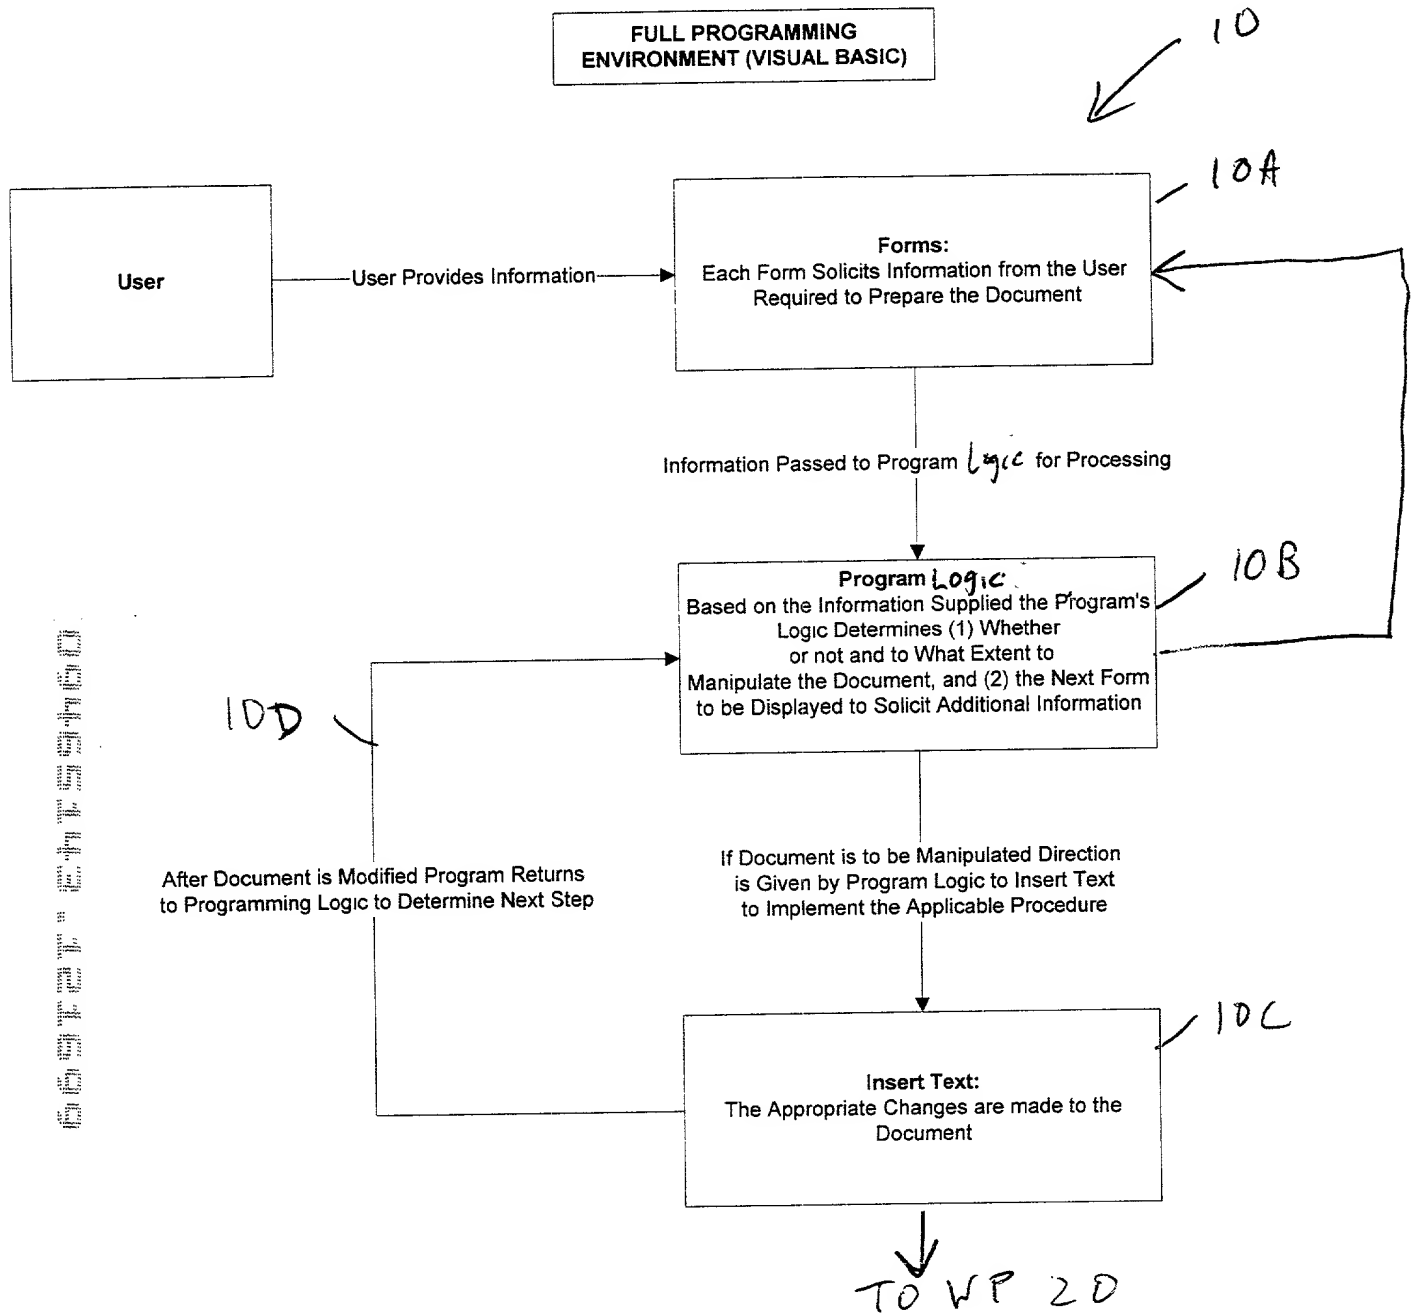 FULL PROGRAMMING
ENVIRONMENT (VISUAL BASIC)
10
10A
User
User Provides Information
Forms:
Each Form Solicits Information from the User
Required to Prepare the Document
Information Passed to Program Logic for Processing
10B
Program Logic
Based on the Information Supplied the Program's
Logic Determines (1) Whether
or not and to What Extent to
Manipulate the Document, and (2) the Next Form
to be Displayed to Solicit Additional Information
10D
If Document is to be Manipulated Direction
is Given by Program Logic to Insert Text
to Implement the Applicable Procedure
After Document is Modified Program Returns
to Programming Logic to Determine Next Step
10C
Insert Text:
The Appropriate Changes are made to the
Document
TO WP 20
09465143.121699